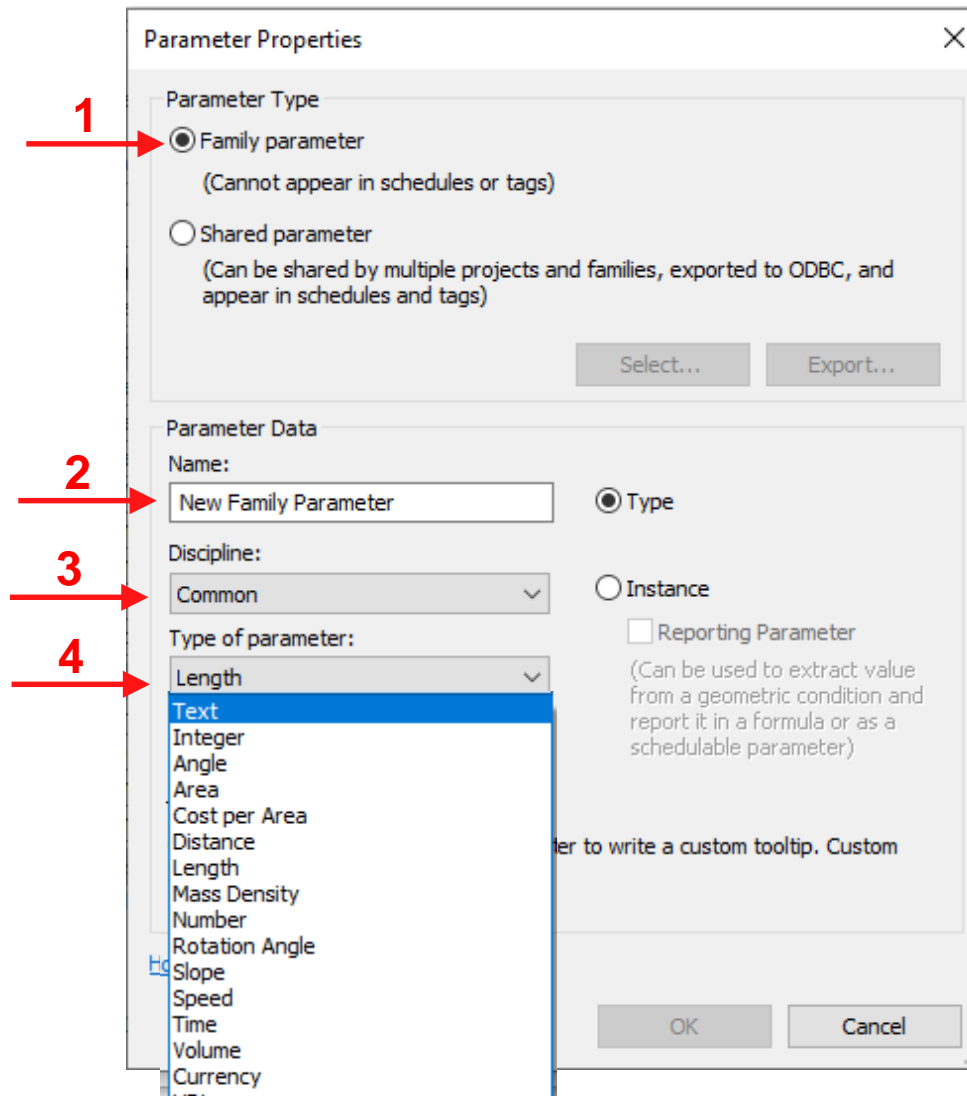 Parameter Properties
Parameter Type
1
Family parameter
(Cannot appear in schedules or tags)
Shared parameter
(Can be shared by multiple projects and families, exported to ODBC, and
appear in schedules and tags)
Select...
Export...
Parameter Data
Name:
2
New Family Parameter
Type
Discipline:
3
Common
Instance
Type of parameter:
Reporting Parameter
4
Length
(Can be used to extract value
from a geometric condition and
report it in a formula or as a
schedulable parameter)
Text
Integer
Angle
Area
Cost per Area
Distance
to write a custom tooltip. Custom
Length
Mass Density
Number
Rotation Angle
Slope
Speed
Time
OK
Cancel
Volume
Currency